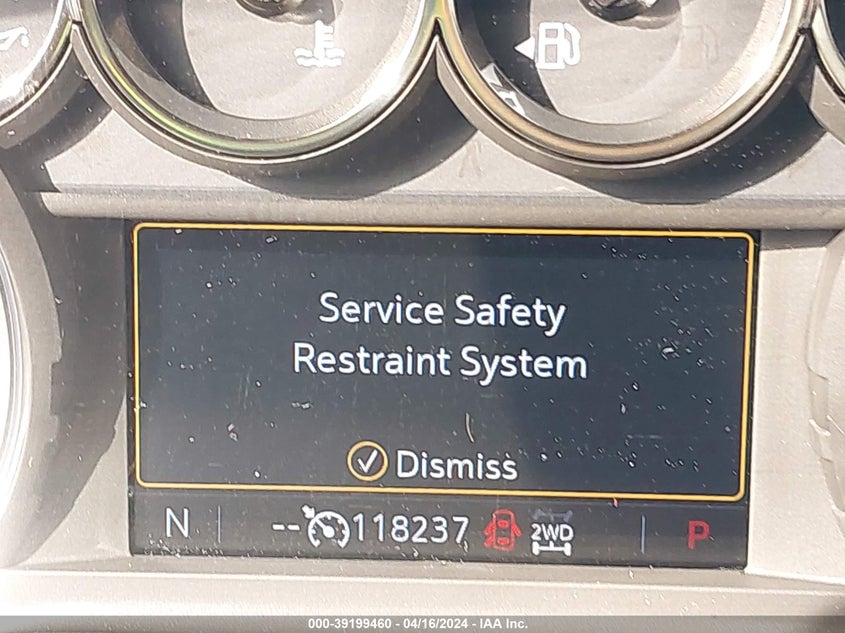 Service Safety
Restraint System
Dismiss
N -- 118237 2WD P
000-39199460 - 04/16/2024 - IAA Inc.